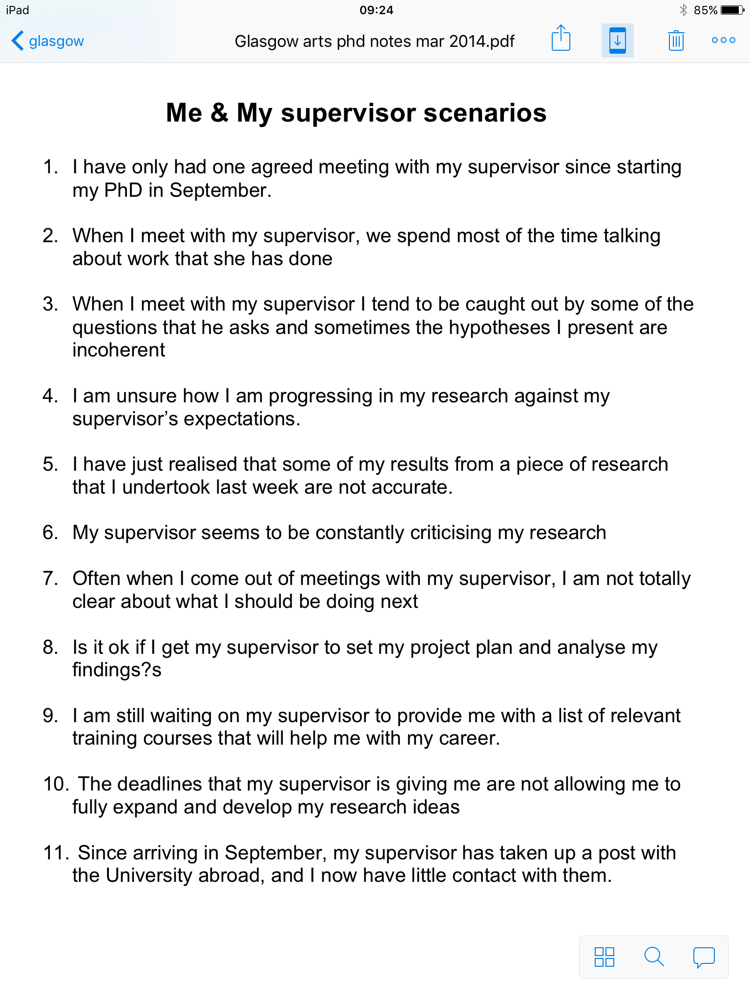 iPad 09:24 85%
glasgow Glasgow arts phd notes mar 2014.pdf
Me & My supervisor scenarios
1. I have only had one agreed meeting with my supervisor since starting
my PhD in September.
2. When I meet with my supervisor, we spend most of the time talking
about work that she has done
3. When I meet with my supervisor I tend to be caught out by some of the
questions that he asks and sometimes the hypotheses I present are
incoherent
4. I am unsure how I am progressing in my research against my
supervisor’s expectations.
5. I have just realised that some of my results from a piece of research
that I undertook last week are not accurate.
6. My supervisor seems to be constantly criticising my research
7. Often when I come out of meetings with my supervisor, I am not totally
clear about what I should be doing next
8. Is it ok if I get my supervisor to set my project plan and analyse my
findings?s
9. I am still waiting on my supervisor to provide me with a list of relevant
training courses that will help me with my career.
10. The deadlines that my supervisor is giving me are not allowing me to
fully expand and develop my research ideas
11. Since arriving in September, my supervisor has taken up a post with
the University abroad, and I now have little contact with them.